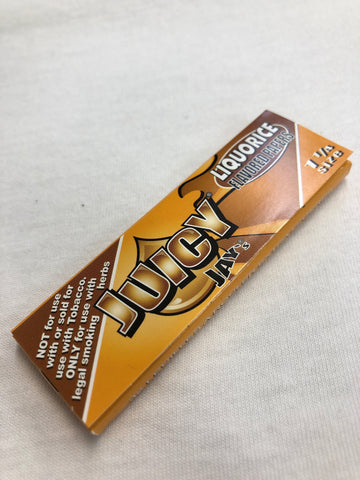 LIQUORICE
FLAVORED PAPERS
1 1/4
SIZE
JUICY
JAY'S
NOT for use
with or sold for
use with Tobacco.
ONLY for use with
legal smoking herbs